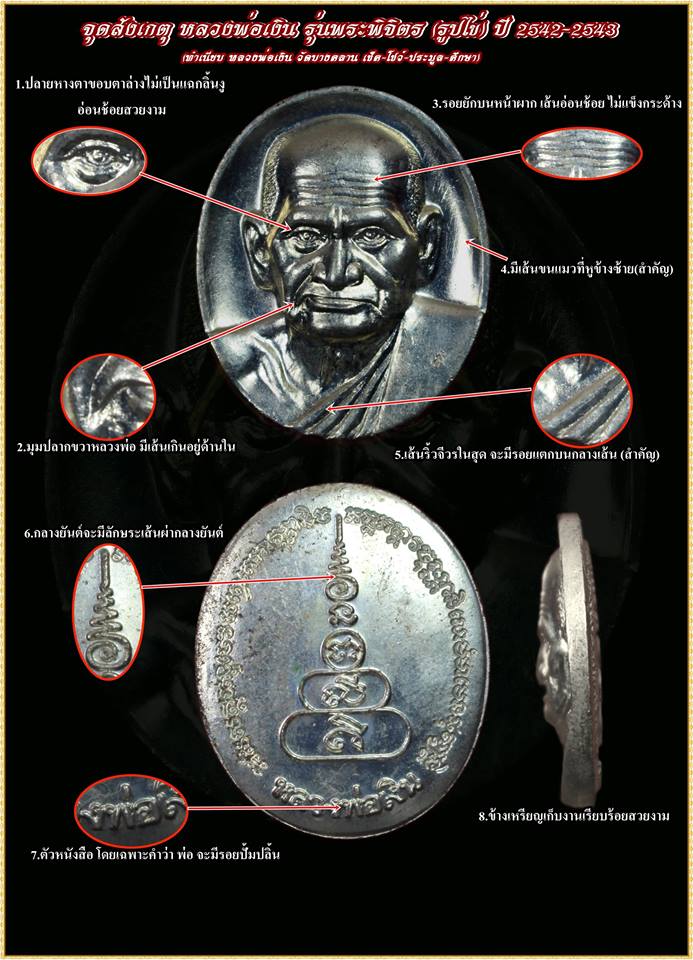 จุดสังเกตุ หลวงพ่อเงิน รุ่นพระพิจิตร (รูปไข่) ปี 2542-2543
(ทำเนียบ หลวงพ่อเงิน วัดบางคลาน เช็ค-โชว์-ประมูล-ศึกษา)
1.ปลายหางตาขอบตาล่างไม่เป็นแฉกลิ้นงู
อ่อนช้อยสวยงาม
3.รอยยักบนหน้าผาก เส้นอ่อนช้อย ไม่แข็งกระด้าง
4.มีเส้นขนแมวที่หูข้างซ้าย(สำคัญ)
2.มุมปลากขวาหลวงพ่อ มีเส้นเกินอยู่ด้านใน
5.เส้นริ้วจีวรในสุด จะมีรอยแตกบนกลางเส้น (สำคัญ)
6.กลางยันต์จะมีลักษระเส้นผ่ากลางยันต์
หลวงพ่อเงิน
7.ตัวหนังสือ โดยเฉพาะคำว่า พ่อ จะมีรอยปั้มปลิ้น
8.ข้างเหรียญเก็บงานเรียบร้อยสวยงาม